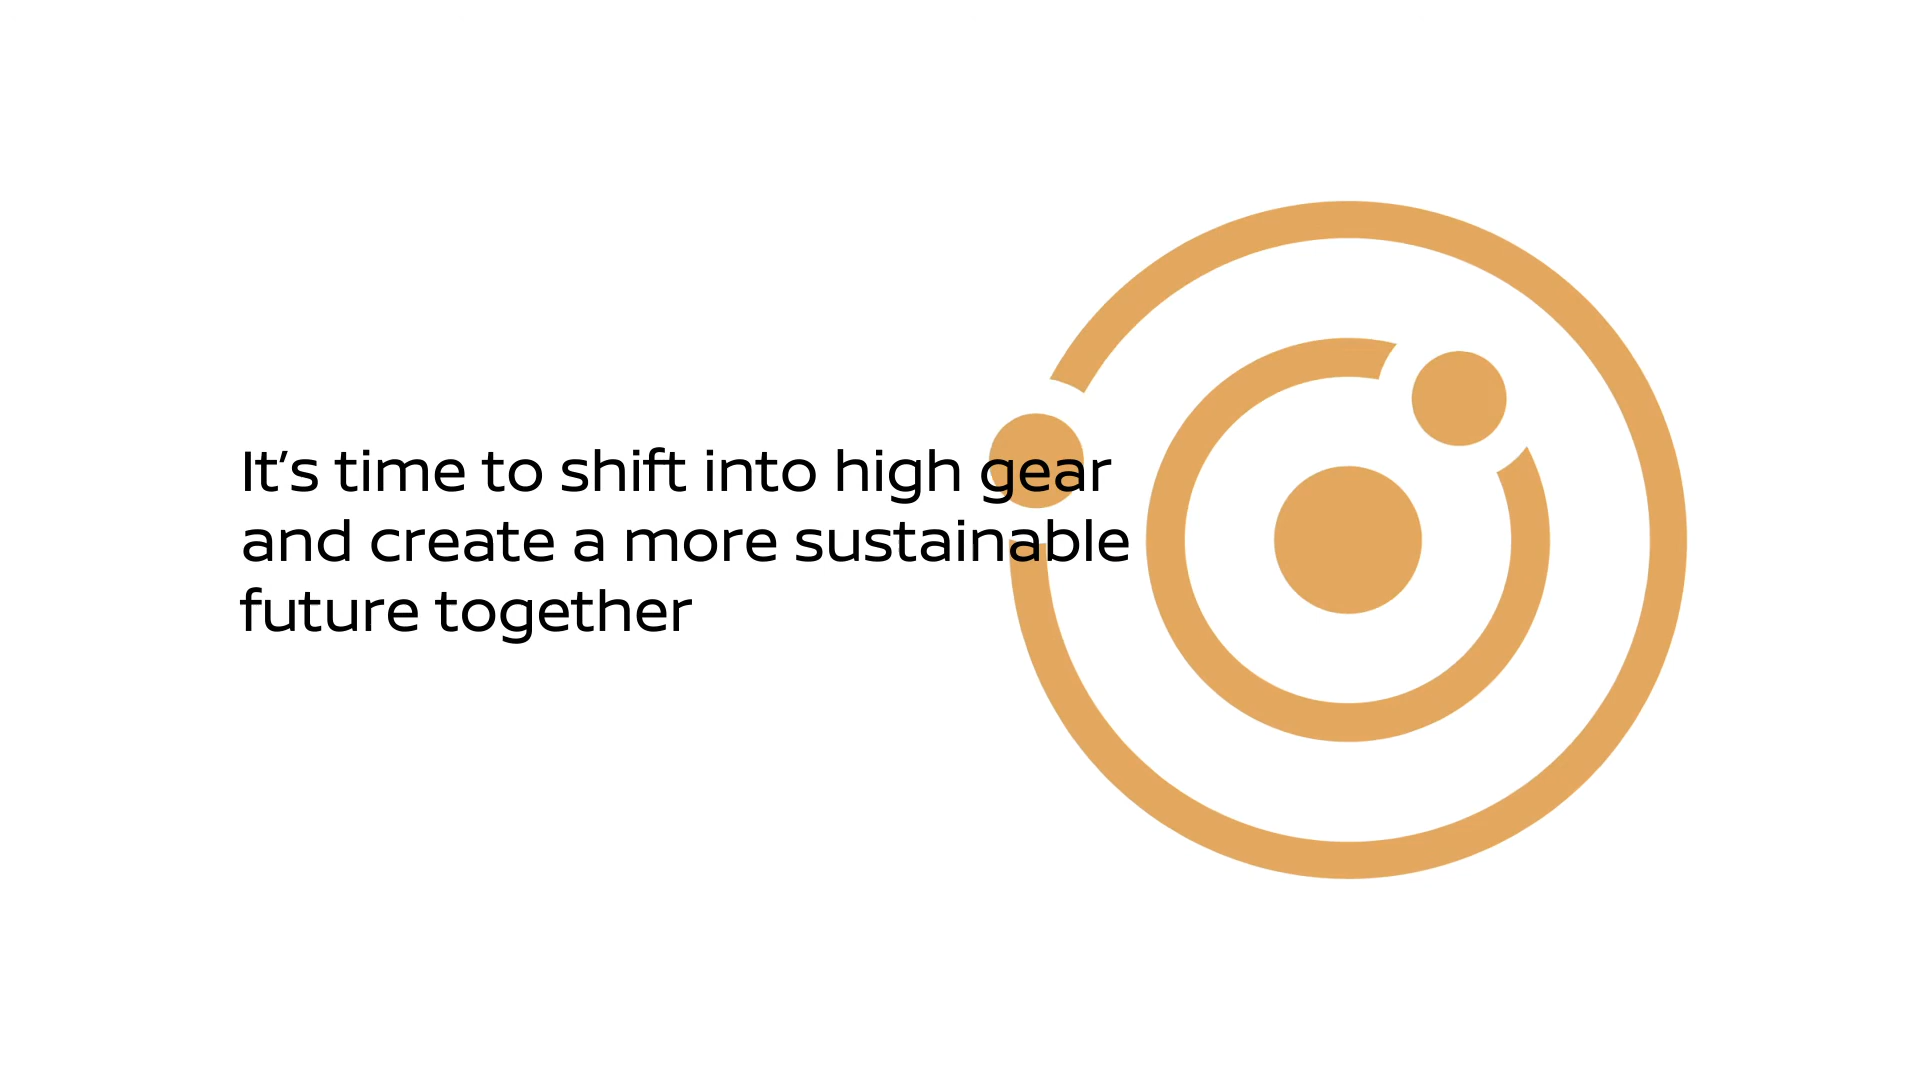 It’s time to shift into high gear
and create a more sustainable
future together